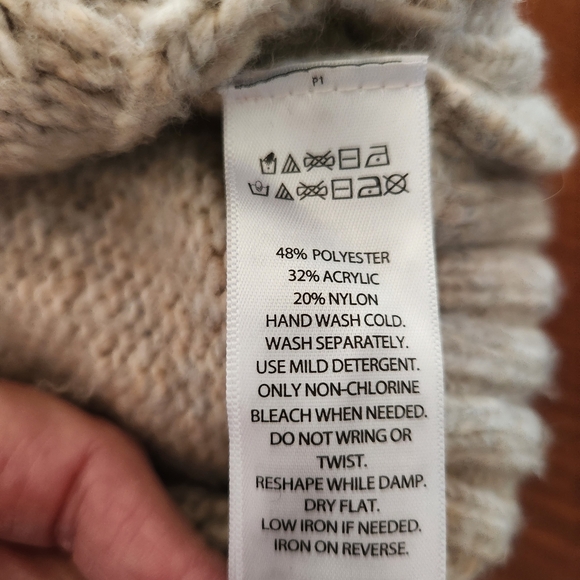 P1
48% POLYESTER
32% ACRYLIC
20% NYLON
HAND WASH COLD.
WASH SEPARATELY.
USE MILD DETERGENT.
ONLY NON-CHLORINE
BLEACH WHEN NEEDED.
DO NOT WRING OR
TWIST.
RESHAPE WHILE DAMP.
DRY FLAT.
LOW IRON IF NEEDED.
IRON ON REVERSE.